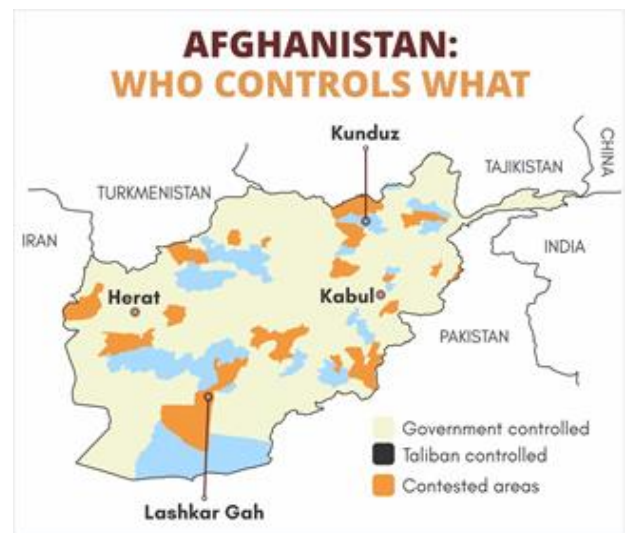 AFGHANISTAN:
WHO CONTROLS WHAT
Kunduz
CHINA
TAJIKISTAN
TURKMENISTAN
IRAN
INDIA
Herat
Kabul
PAKISTAN
Government controlled
Taliban controlled
Contested areas
Lashkar Gah